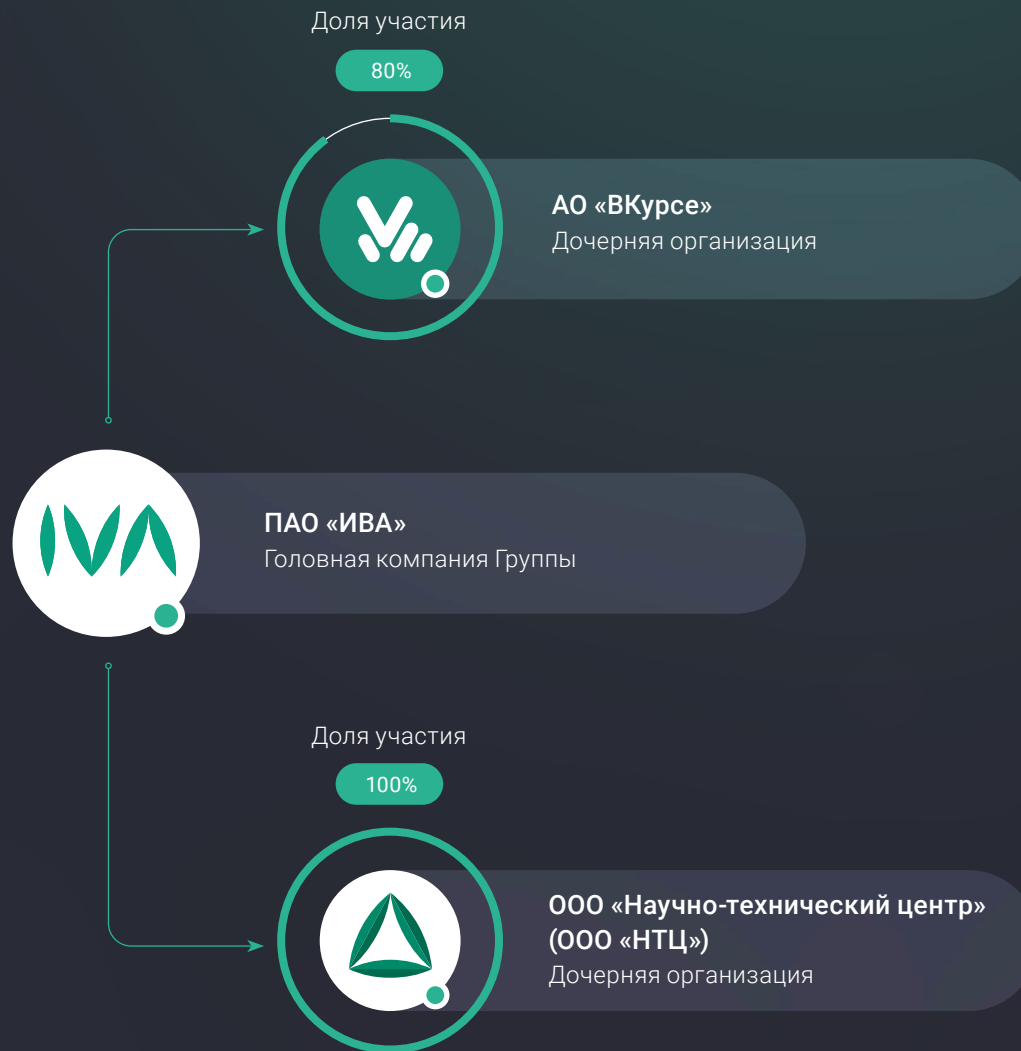 Доля участия
80%
АО «ВКурсе»
Дочерняя организация
IVA
ПАО «ИВА»
Головная компания Группы
Доля участия
100%
ООО «Научно-технический центр»
(ООО «НТЦ»)
Дочерняя организация